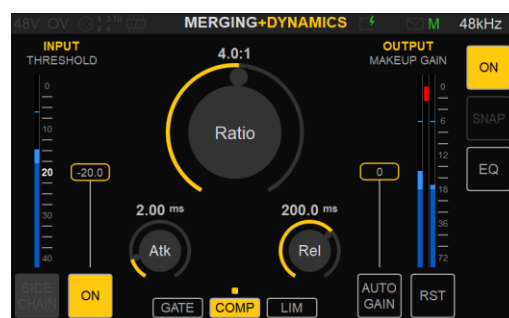 48V OV MERGING+DYNAMICS M 48kHz
INPUT
THRESHOLD
4.0:1
OUTPUT
MAKEUP GAIN
ON
0
10
20
30
40
-20.0
Ratio
0
0
6
12
18
36
72
SNAP
EQ
2.00 ms
200.0 ms
Atk
Rel
SIDE
CHAIN
ON
GATE
COMP
LIM
AUTO
GAIN
RST